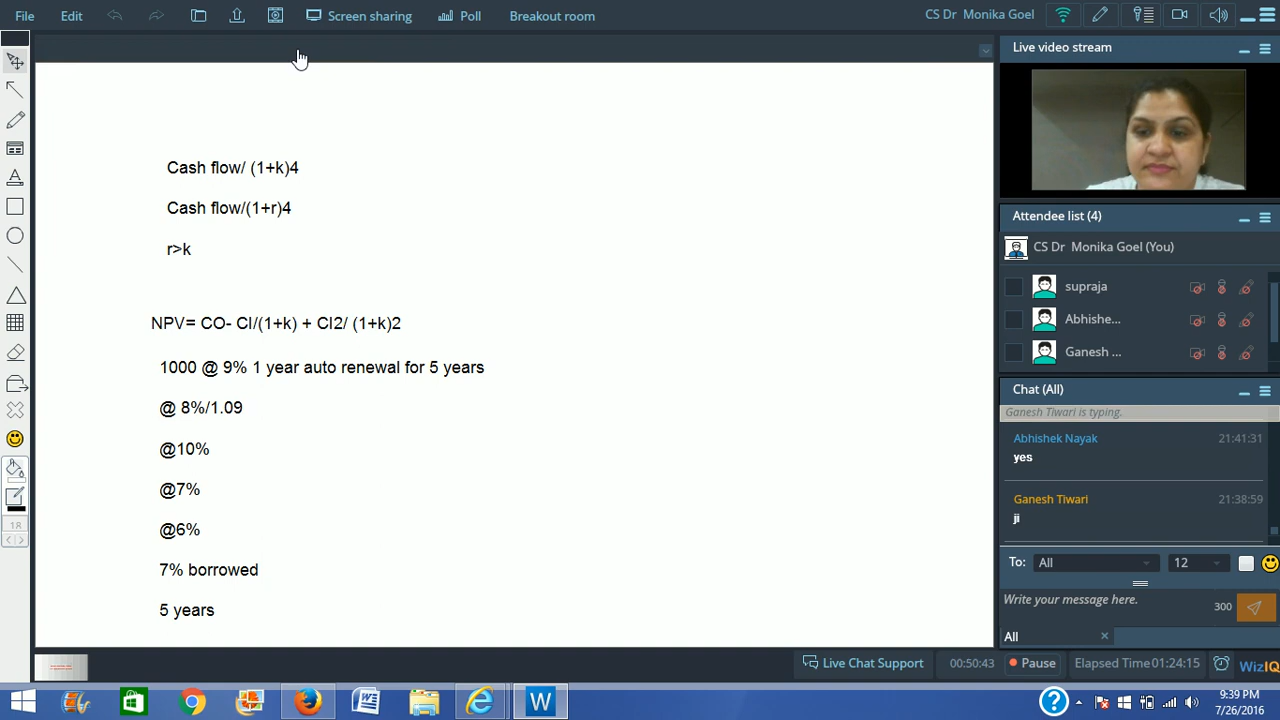 File Edit Screen sharing Poll Breakout room CS Dr Monika Goel
Live video stream
Cash flow/ (1+k)4
Cash flow/(1+r)4
r>k
NPV= CO- CI/(1+k) + CI2/ (1+k)2
1000 @ 9% 1 year auto renewal for 5 years
@ 8%/1.09
@10%
@7%
@6%
7% borrowed
5 years
Attendee list (4)
CS Dr Monika Goel (You)
supraja
Abhishe...
Ganesh ...
Chat (All)
Ganesh Tiwari is typing.
Abhishek Nayak 21:41:31
yes
Ganesh Tiwari 21:38:59
ji
To: All 12
Write your message here. 300
All
18
Live Chat Support 00:50:43 Pause Elapsed Time 01:24:15 WizIQ
9:39 PM
7/26/2016